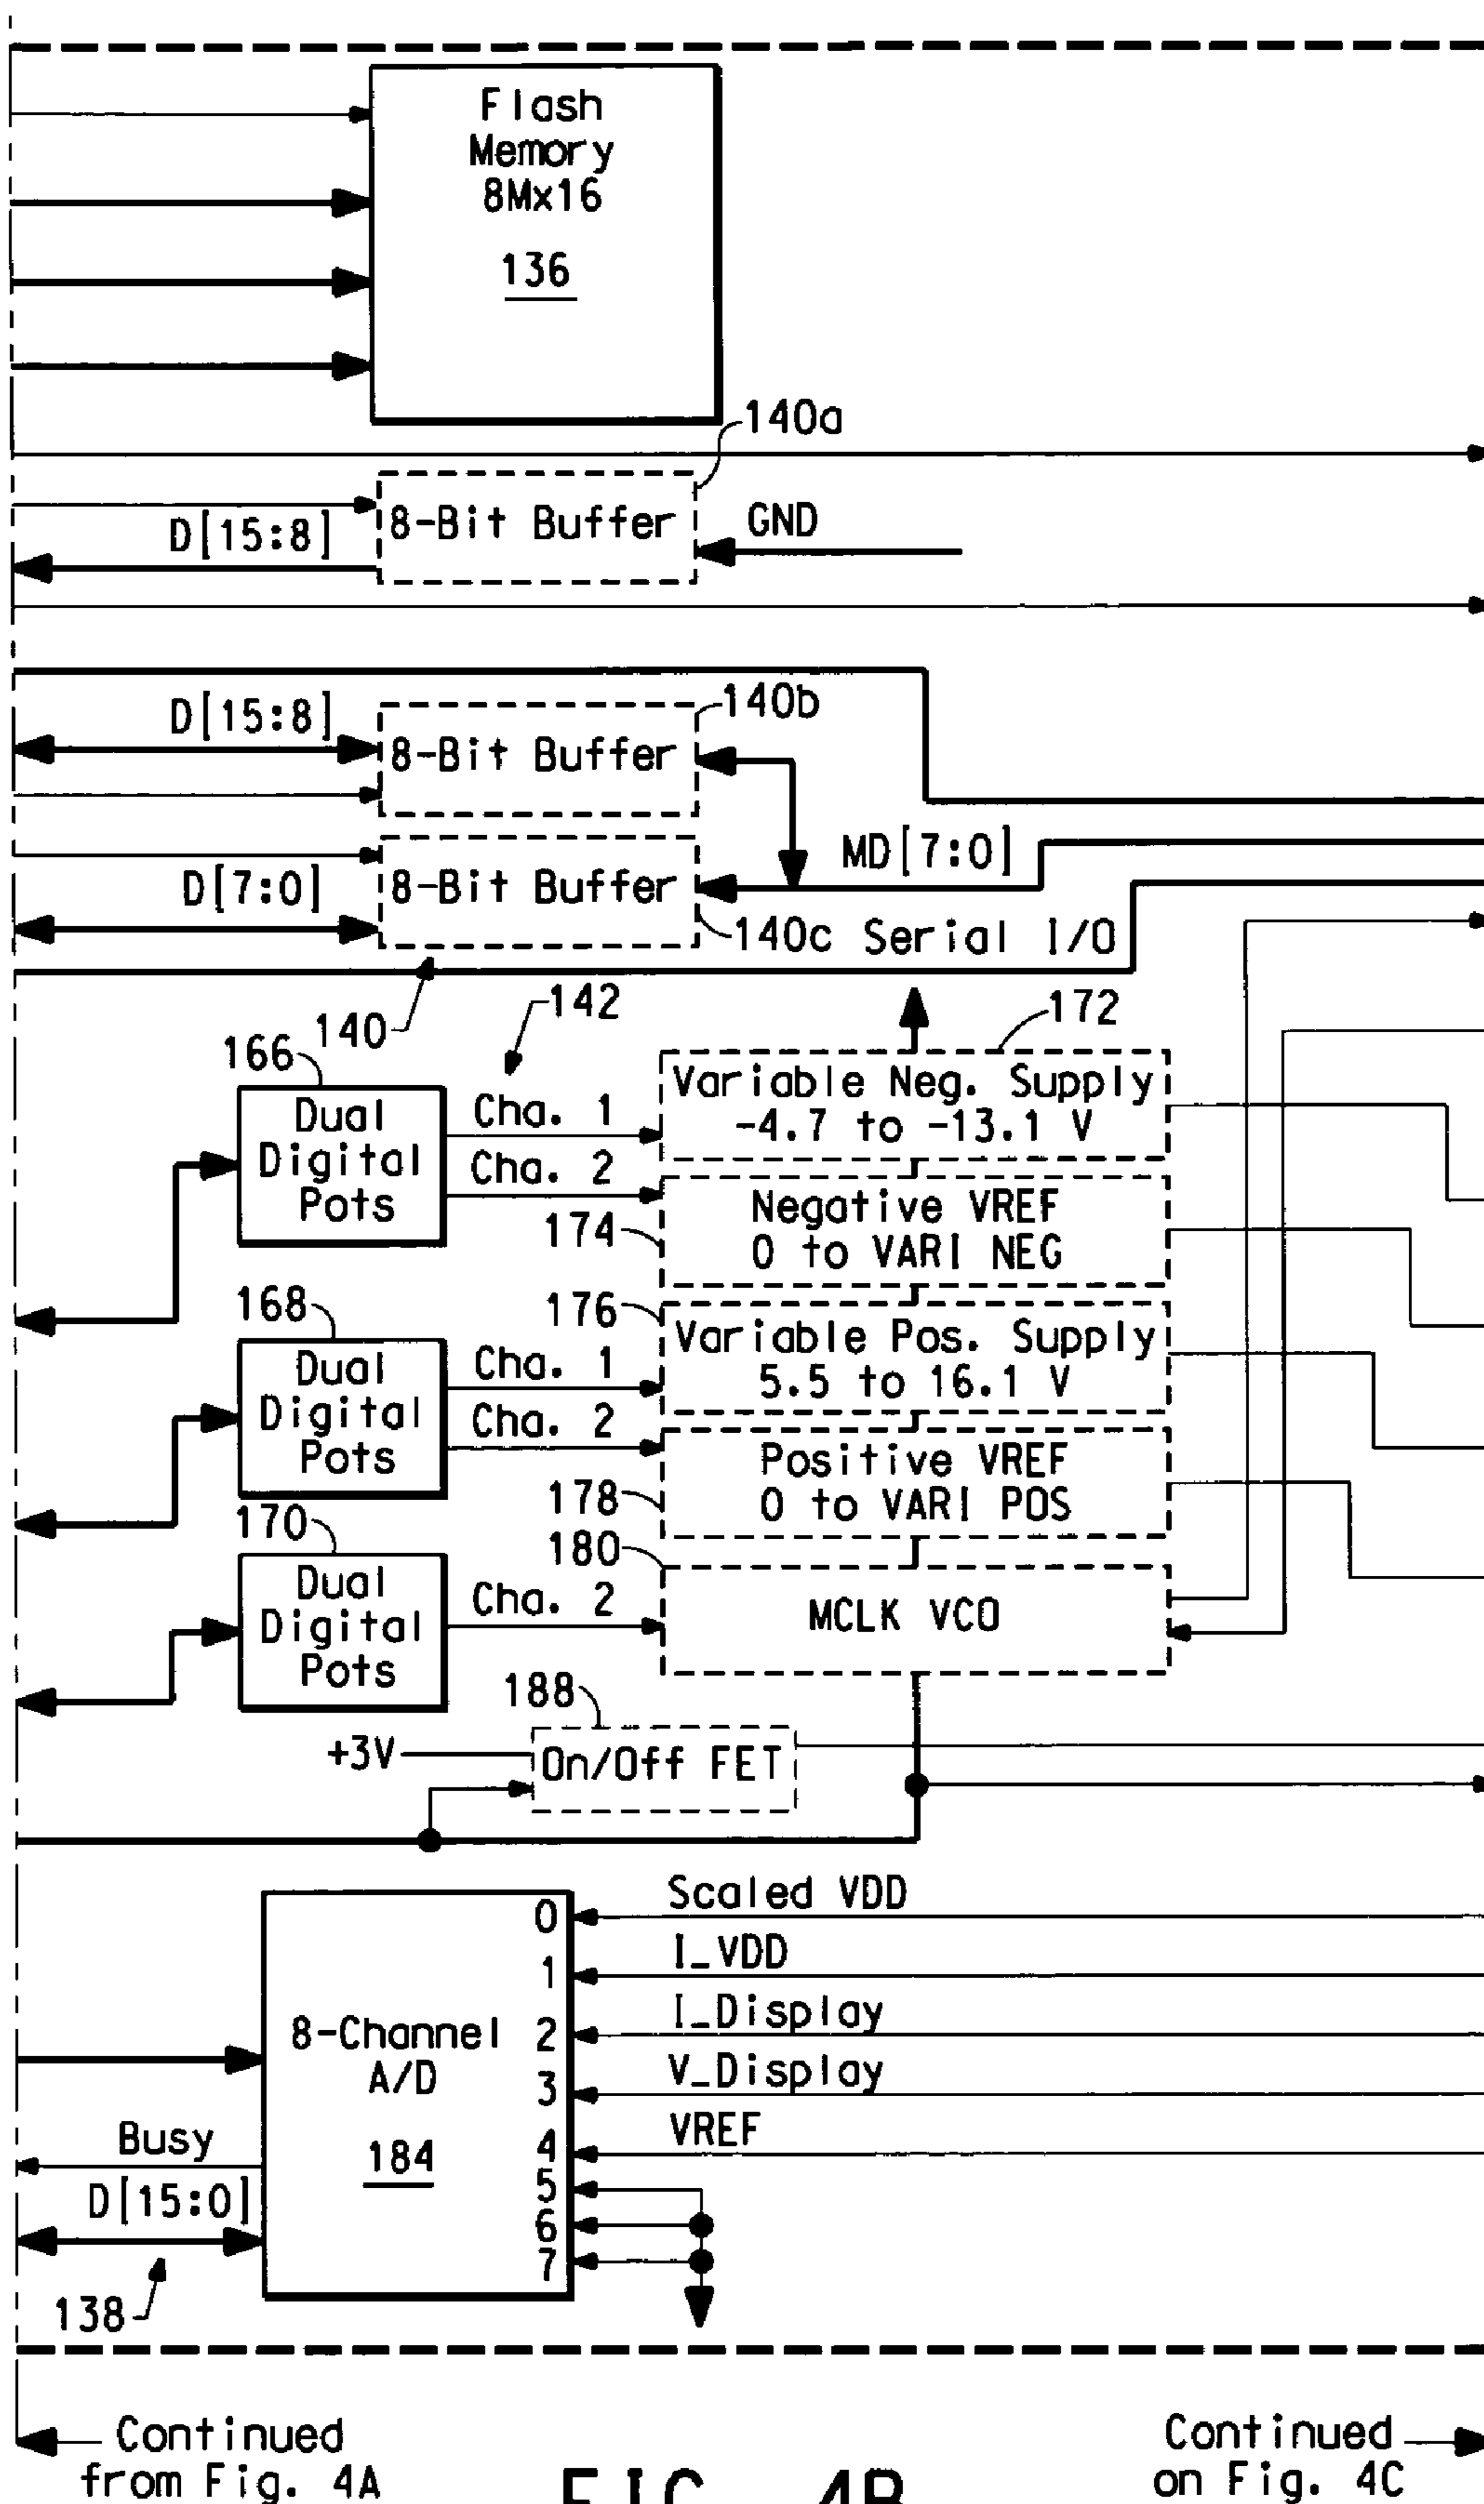 Flash
Memory
8Mx16
136
140a
8-Bit Buffer
GND
D[15:8]
D[15:8]
140b
8-Bit Buffer
MD[7:0]
8-Bit Buffer
D[7:0]
140c Serial I/O
142
140
172
166
Dual
Digital
Pots
Cha. 1
Cha. 2
Variable Neg. Supply
-4.7 to -13.1 V
174
Negative VREF
0 to VARI NEG
168
Dual
Digital
Pots
Cha. 1
Cha. 2
176
Variable Pos. Supply
5.5 to 16.1 V
178
Positive VREF
0 to VARI POS
170
Dual
Digital
Pots
Cha. 2
180
MCLK VCO
188
+3V
On/Off FET
8-Channel
A/D
184
0
1
2
3
4
5
6
7
Scaled VDD
I_VDD
I_Display
V_Display
VREF
Busy
D[15:0]
138
Continued
from Fig. 4A
FIG. 4B
Continued
on Fig. 4C